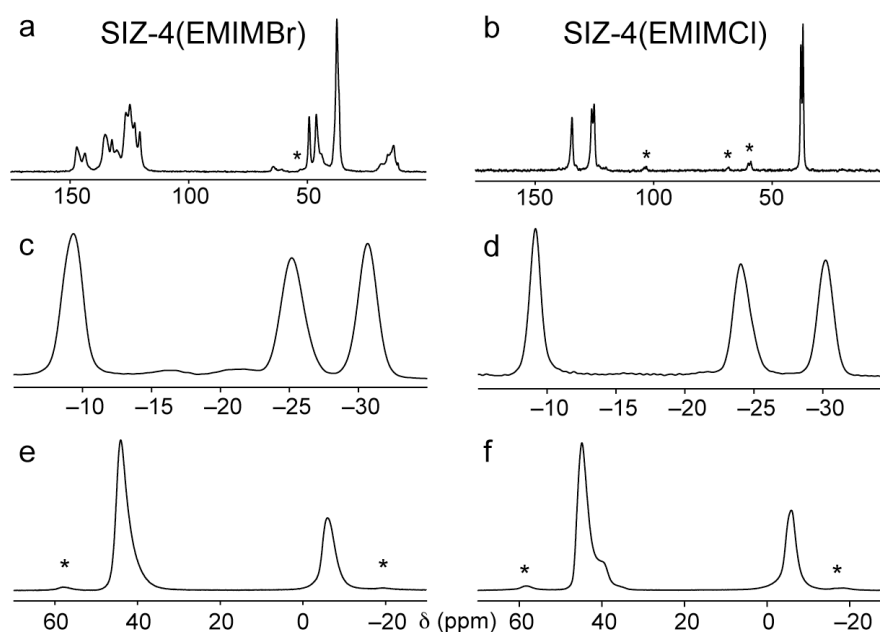 a SIZ-4(EMIMBr)
*
150 100 50
b SIZ-4(EMIMCl)
* * *
150 100 50
c
–10 –15 –20 –25 –30
d
–10 –15 –20 –25 –30
e
* *
60 40 20 0 –20 δ (ppm)
f
* *
60 40 20 0 –20